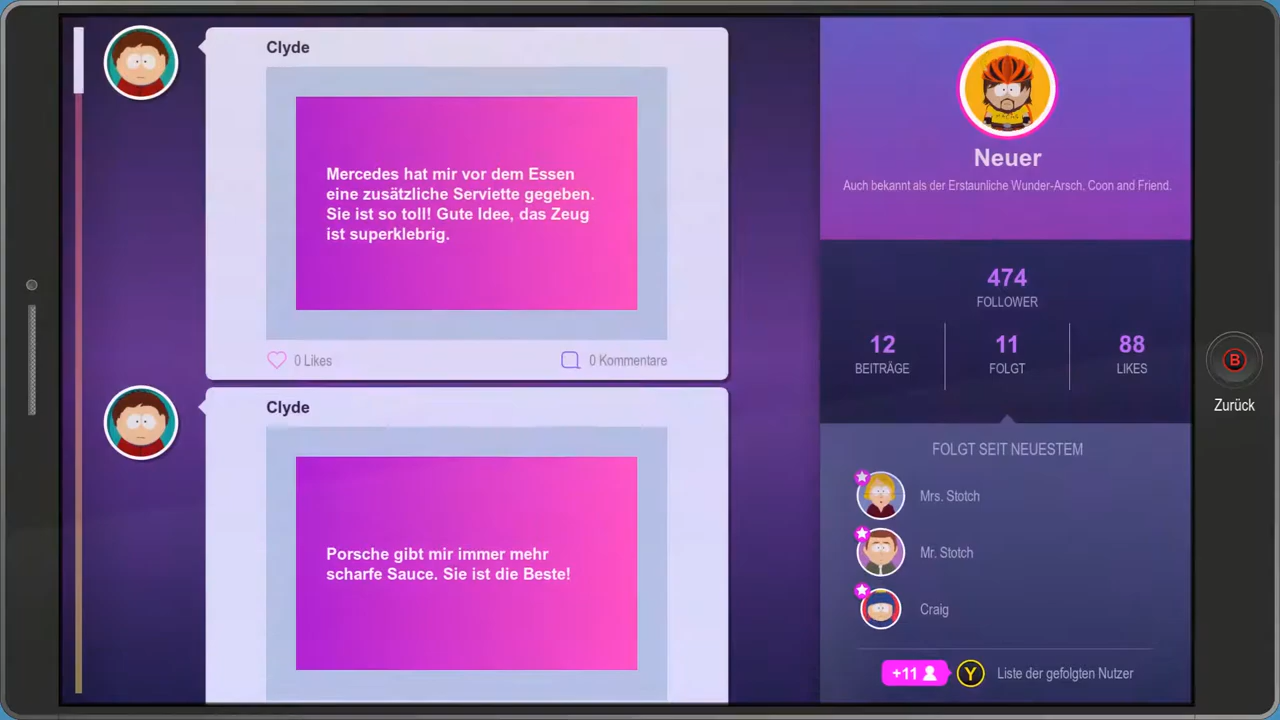 Clyde
Mercedes hat mir vor dem Essen
eine zusätzliche Serviette gegeben.
Sie ist so toll! Gute Idee, das Zeug
ist superklebrig.
0 Likes
0 Kommentare
Clyde
Porsche gibt mir immer mehr
scharfe Sauce. Sie ist die Beste!
Neuer
Auch bekannt als der Erstaunliche Wunder-Arsch, Coon and Friend.
474
FOLLOWER
12
BEITRÄGE
11
FOLGT
88
LIKES
FOLGT SEIT NEUESTEM
Mrs. Stotch
Mr. Stotch
Craig
+11
Y
Liste der gefolgten Nutzer
B
Zurück